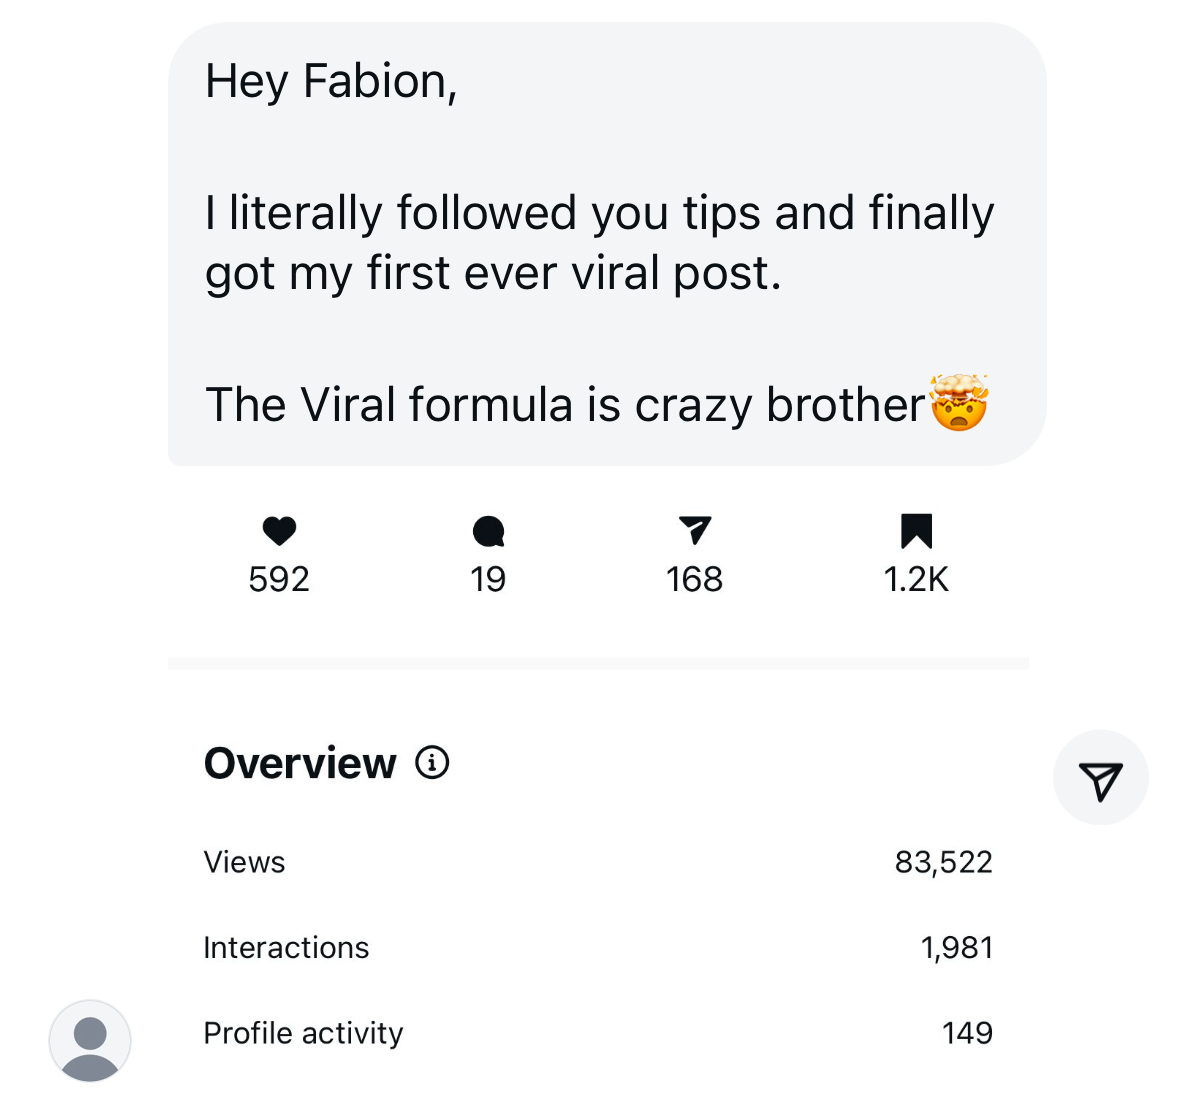 Hey Fabion,
I literally followed you tips and finally
got my first ever viral post.
The Viral formula is crazy brother🤯
592 19 168 1.2K
Overview
Views 83,522
Interactions 1,981
Profile activity 149